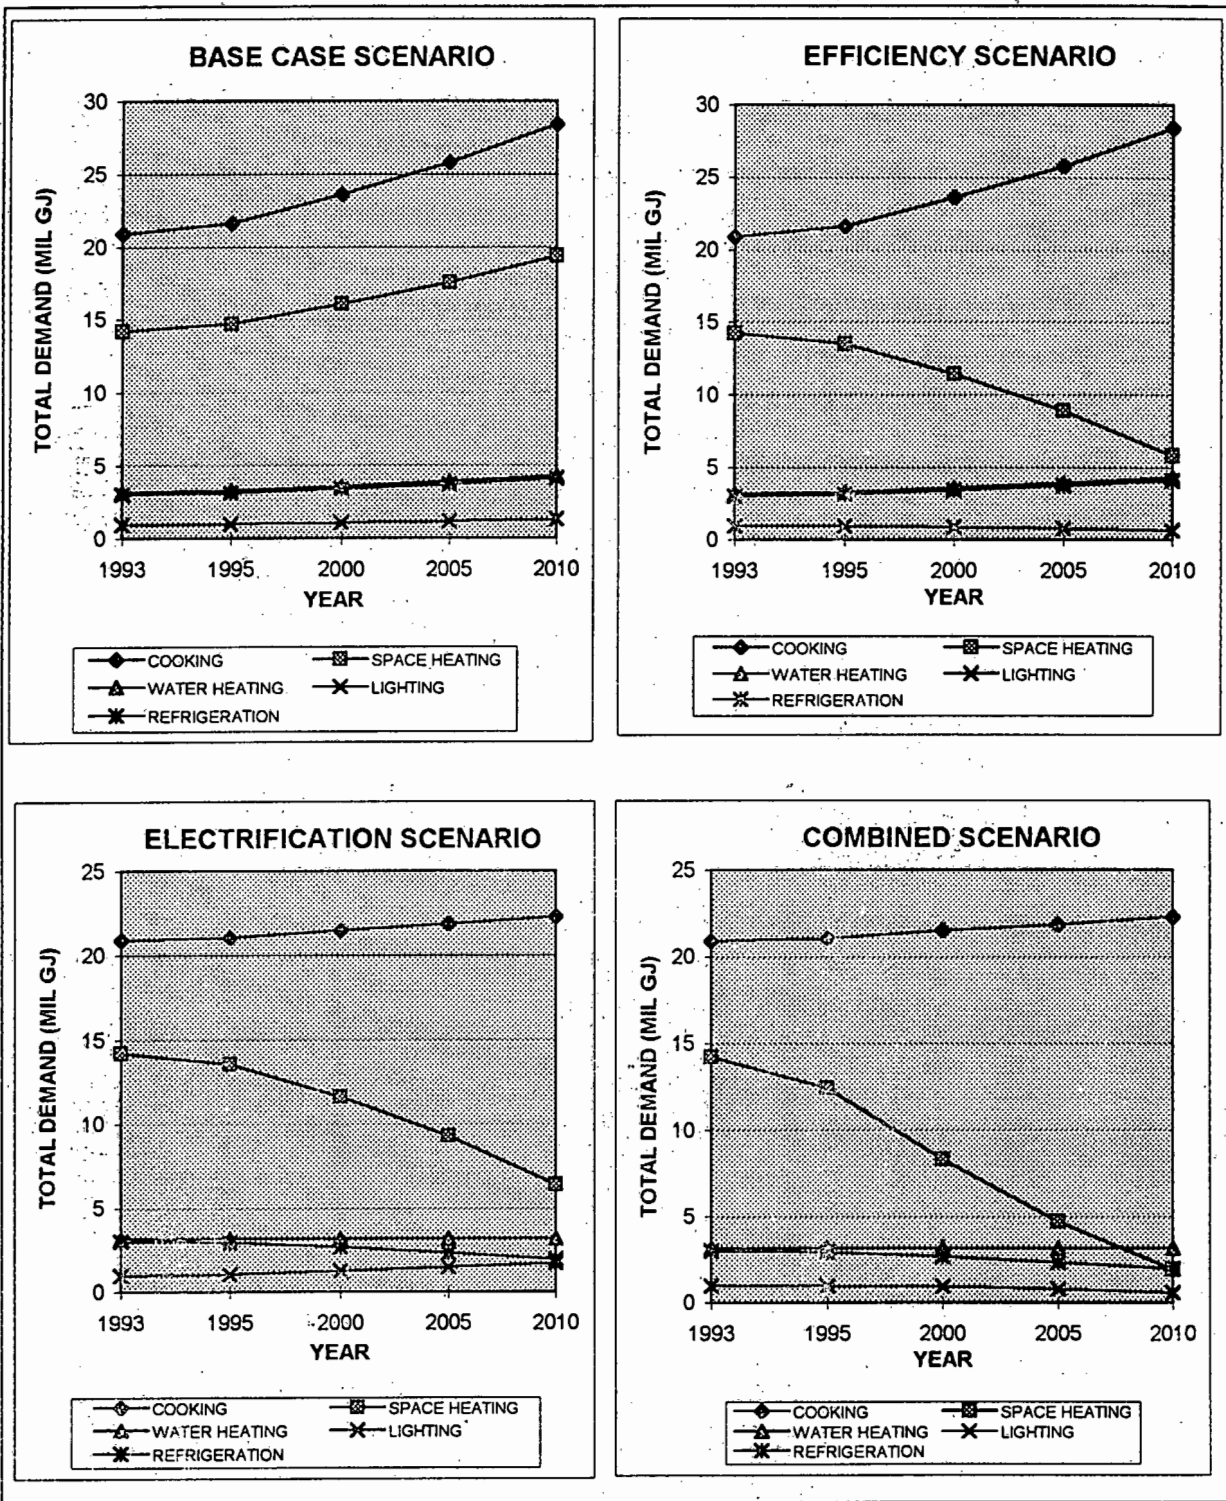 BASE CASE SCENARIO
30
25
20
15
10
5
0
TOTAL DEMAND (MIL GJ)
1993 1995 2000 2005 2010
YEAR
COOKING SPACE HEATING
WATER HEATING LIGHTING
REFRIGERATION
EFFICIENCY SCENARIO
30
25
20
15
10
5
0
TOTAL DEMAND (MIL GJ)
1993 1995 2000 2005 2010
YEAR
COOKING SPACE HEATING
WATER HEATING LIGHTING
REFRIGERATION
ELECTRIFICATION SCENARIO
25
20
15
10
5
0
TOTAL DEMAND (MIL GJ)
1993 1995 2000 2005 2010
YEAR
COOKING SPACE HEATING
WATER HEATING LIGHTING
REFRIGERATION
COMBINED SCENARIO
25
20
15
10
5
0
TOTAL DEMAND (MIL GJ)
1993 1995 2000 2005 2010
YEAR
COOKING SPACE HEATING
WATER HEATING LIGHTING
REFRIGERATION